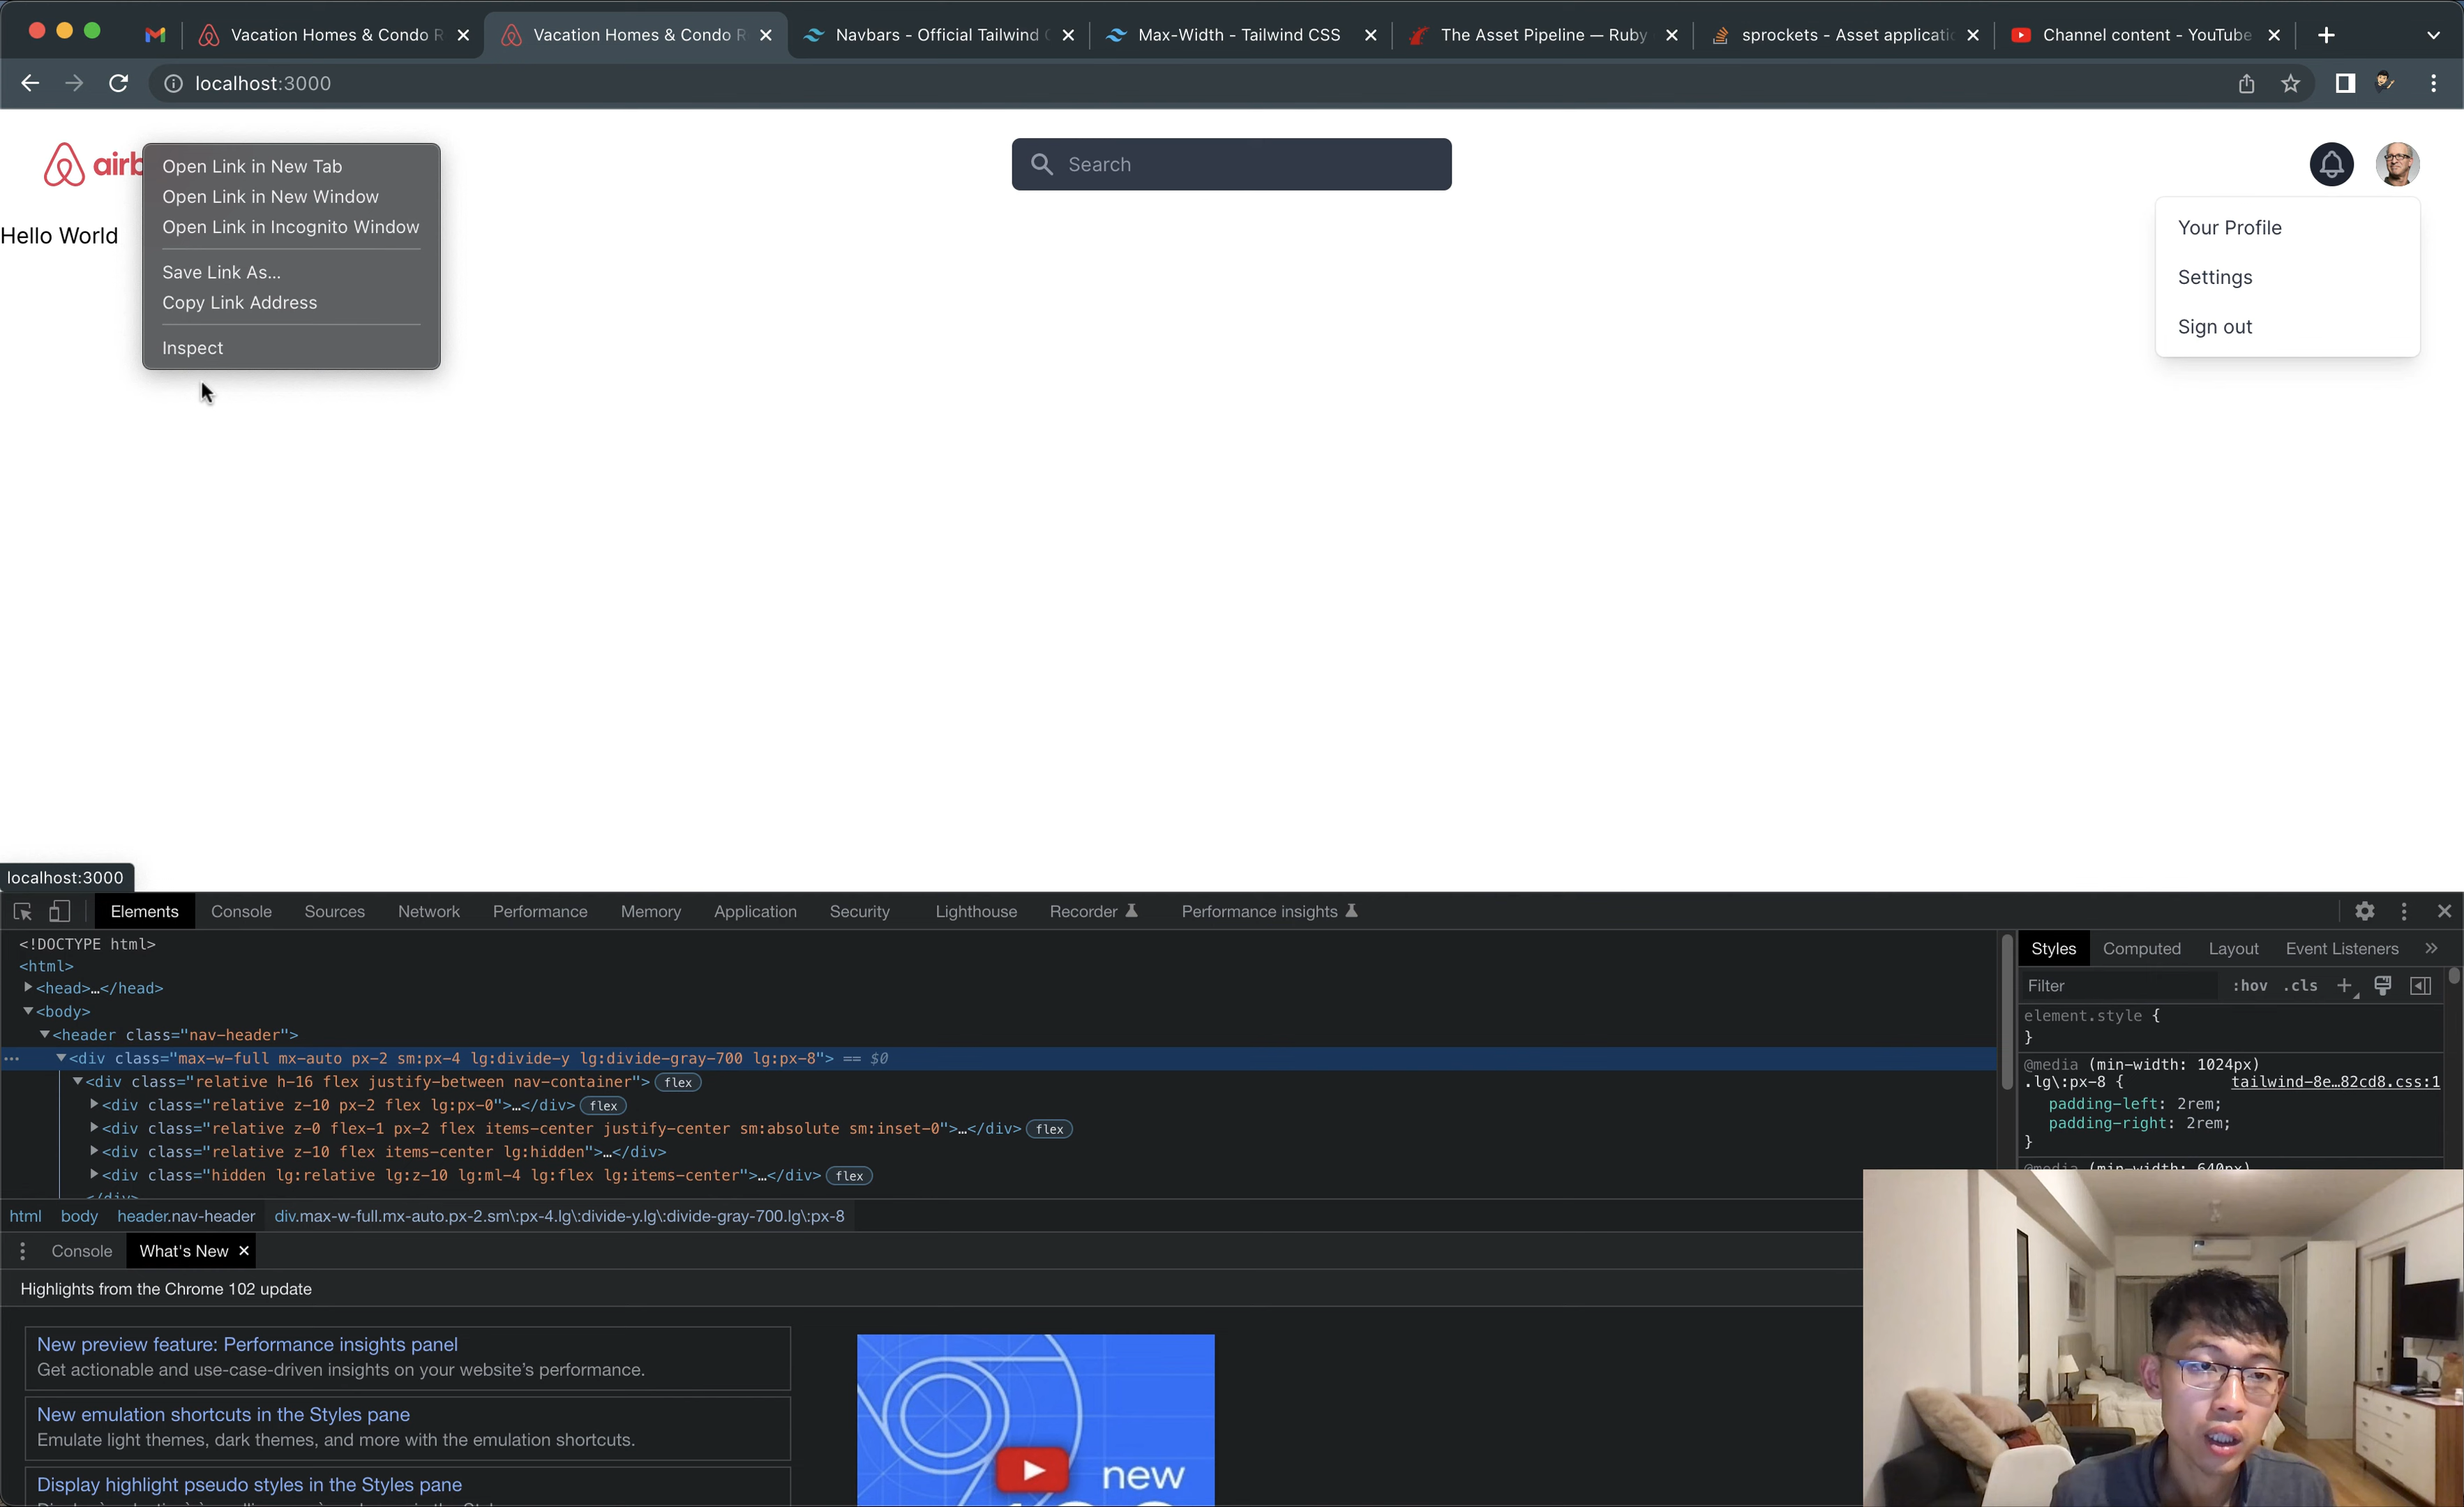 Vacation Homes & Condo R
Vacation Homes & Condo R
Navbars - Official Tailwind C
Max-Width - Tailwind CSS
The Asset Pipeline — Ruby
sprockets - Asset applicatio
Channel content - YouTube
localhost:3000
airb
Search
Hello World
Open Link in New Tab
Open Link in New Window
Open Link in Incognito Window
Save Link As...
Copy Link Address
Inspect
Your Profile
Settings
Sign out
localhost:3000
Elements Console Sources Network Performance Memory Application Security Lighthouse Recorder Performance insights
<!DOCTYPE html>
<html>
<head>…</head>
<body>
<header class="nav-header">
<div class="max-w-full mx-auto px-2 sm:px-4 lg:divide-y lg:divide-gray-700 lg:px-8"> == $0
<div class="relative h-16 flex justify-between nav-container"> flex
<div class="relative z-10 px-2 flex lg:px-0">…</div> flex
<div class="relative z-0 flex-1 px-2 flex items-center justify-center sm:absolute sm:inset-0">…</div> flex
<div class="relative z-10 flex items-center lg:hidden">…</div>
<div class="hidden lg:relative lg:z-10 lg:ml-4 lg:flex lg:items-center">…</div> flex
</div>
html body header.nav-header div.max-w-full.mx-auto.px-2.sm\:px-4.lg\:divide-y.lg\:divide-gray-700.lg\:px-8
Styles Computed Layout Event Listeners
Filter :hov .cls
element.style {
}
@media (min-width: 1024px)
.lg\:px-8 { tailwind-8e…82cd8.css:1
padding-left: 2rem;
padding-right: 2rem;
}
@media (min-width: 640px)
Console What's New
Highlights from the Chrome 102 update
New preview feature: Performance insights panel
Get actionable and use-case-driven insights on your website's performance.
New emulation shortcuts in the Styles pane
Emulate light themes, dark themes, and more with the emulation shortcuts.
Display highlight pseudo styles in the Styles pane
new